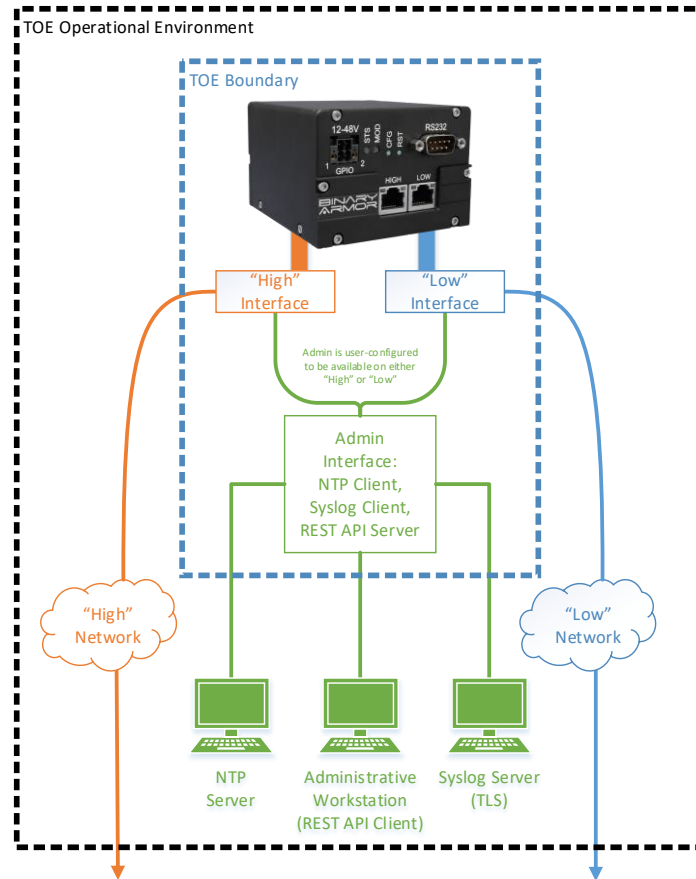 TOE Operational Environment
TOE Boundary
12-48V
1
2
GPIO
STS
MOD
CFG
RST
RS232
HIGH
LOW
BINARY
ARMOR
“High”
Interface
“Low”
Interface
Admin is user-configured
to be available on either
“High” or “Low”
Admin
Interface:
NTP Client,
Syslog Client,
REST API Server
“High”
Network
“Low”
Network
NTP
Server
Administrative
Workstation
(REST API Client)
Syslog Server
(TLS)